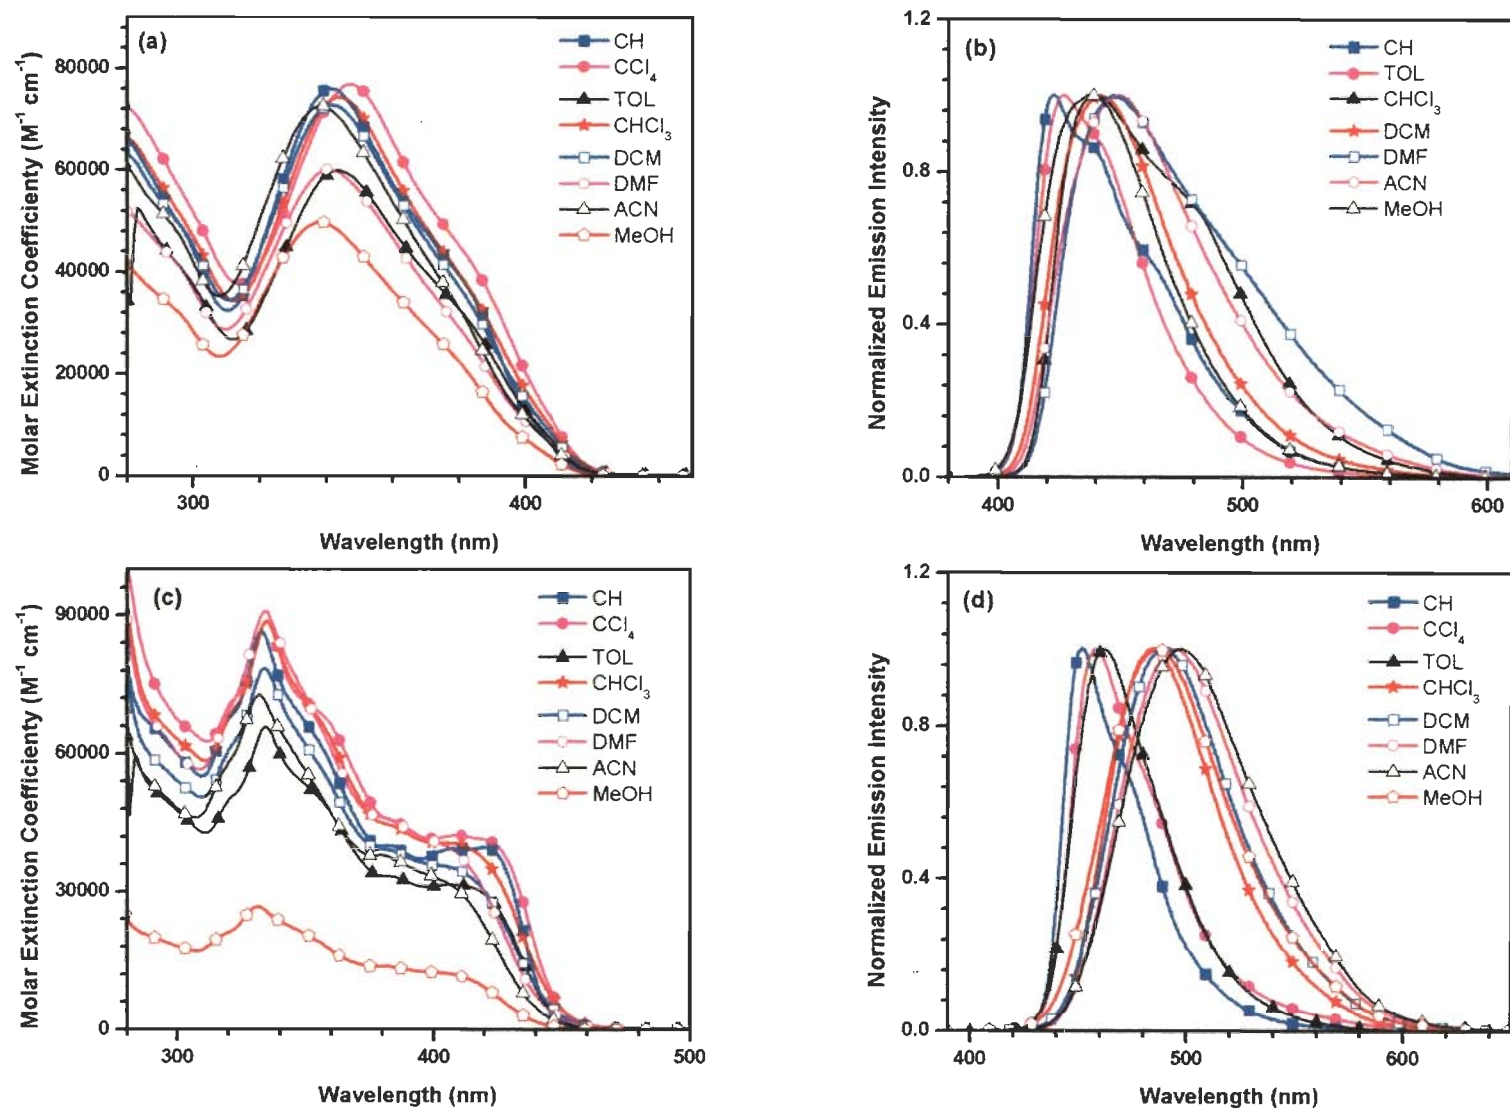 (a)
CH
CCl4
TOL
CHCl3
DCM
DMF
ACN
MeOH
80000
60000
40000
20000
0
300
400
Molar Extinction Coefficienty (M-1 cm-1)
Wavelength (nm)
(b)
CH
TOL
CHCl3
DCM
DMF
ACN
MeOH
1.2
0.8
0.4
0.0
400
500
600
Normalized Emission Intensity
Wavelength (nm)
(c)
CH
CCl4
TOL
CHCl3
DCM
DMF
ACN
MeOH
90000
60000
30000
0
300
400
500
Molar Extinction Coefficienty (M-1 cm-1)
Wavelength (nm)
(d)
CH
CCl4
TOL
CHCl3
DCM
DMF
ACN
MeOH
1.2
0.8
0.4
0.0
400
500
600
Normalized Emission Intensity
Wavelength (nm)